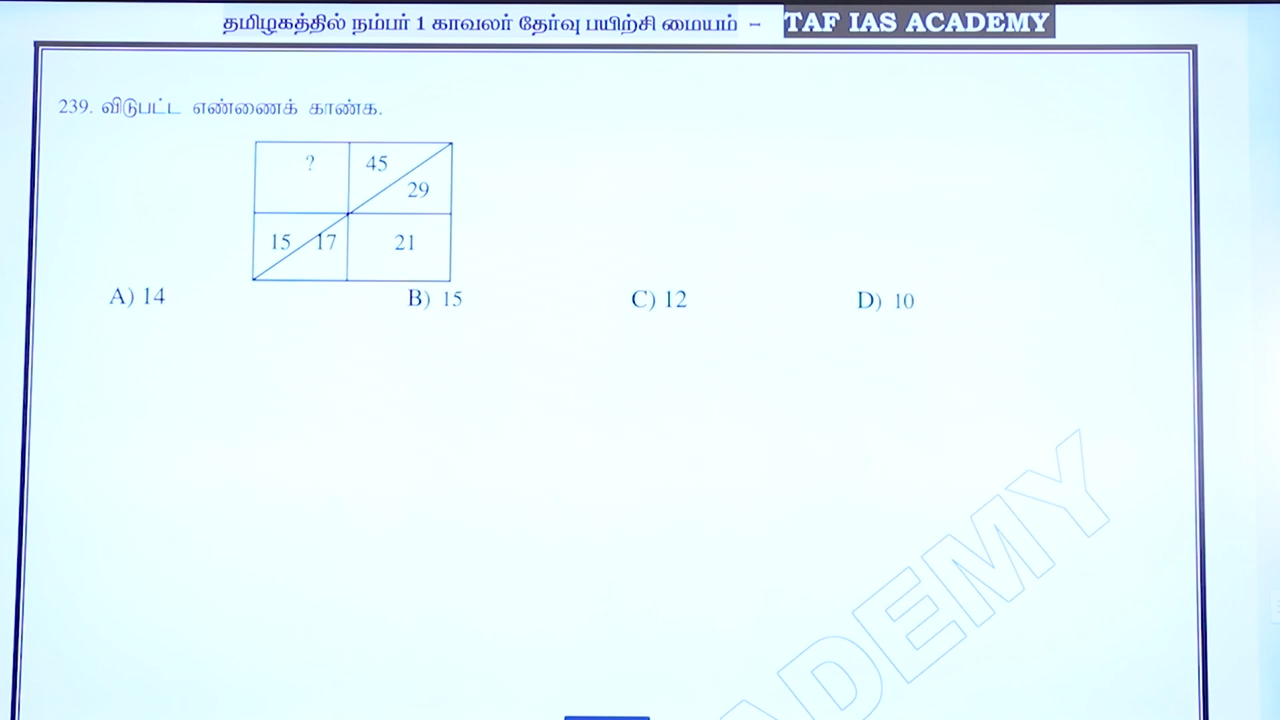 தமிழகத்தில் நம்பர் 1 காவலர் தேர்வு பயிற்சி மையம் – TAF IAS ACADEMY
239. விடுபட்ட எண்ணைக் காண்க.
? 45
29
15 17 21
A) 14 B) 15 C) 12 D) 10
ADEMY